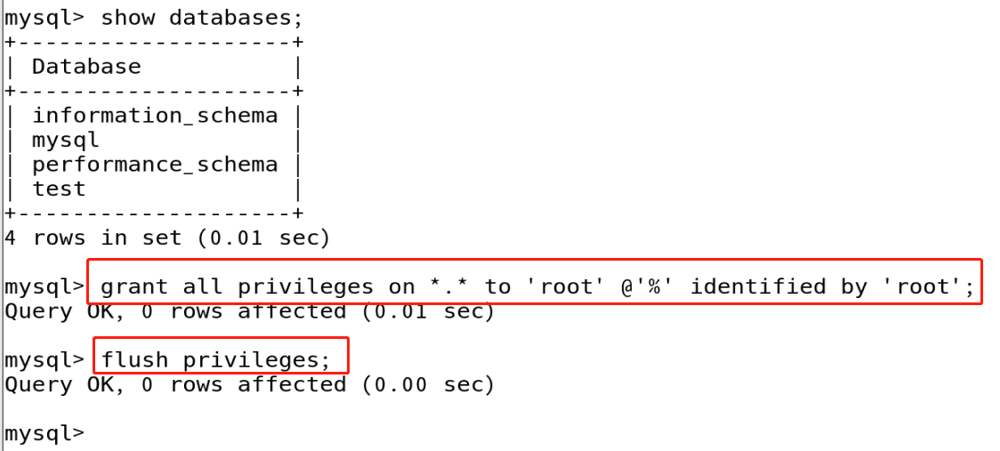 mysql> show databases;
+--------------------+
| Database           |
+--------------------+
| information_schema |
| mysql              |
| performance_schema |
| test               |
+--------------------+
4 rows in set (0.01 sec)
mysql> grant all privileges on *.* to 'root' @'%' identified by 'root';
Query OK, 0 rows affected (0.01 sec)
mysql> flush privileges;
Query OK, 0 rows affected (0.00 sec)
mysql>